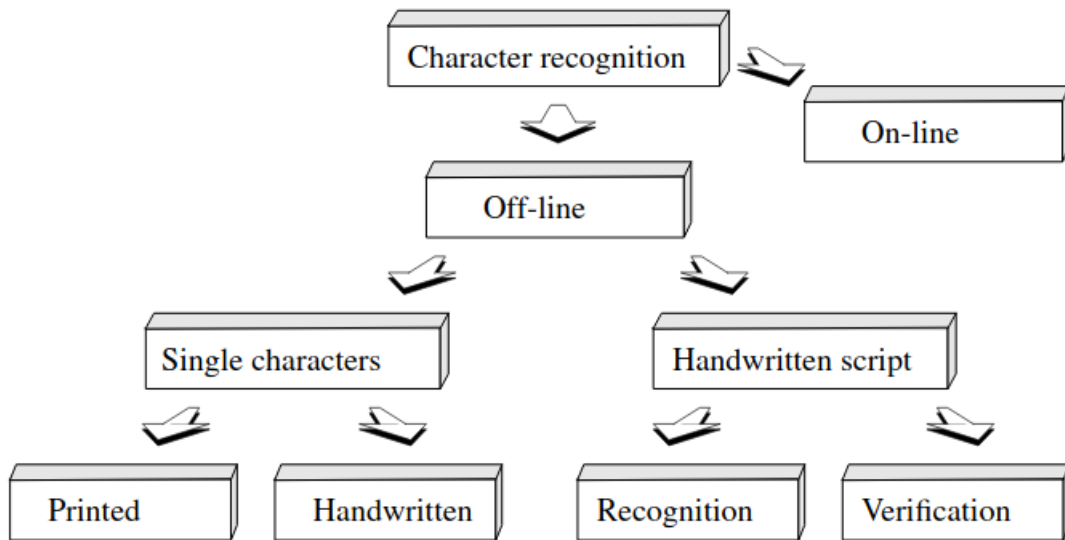 Character recognition
On-line
Off-line
Single characters
Handwritten script
Printed
Handwritten
Recognition
Verification